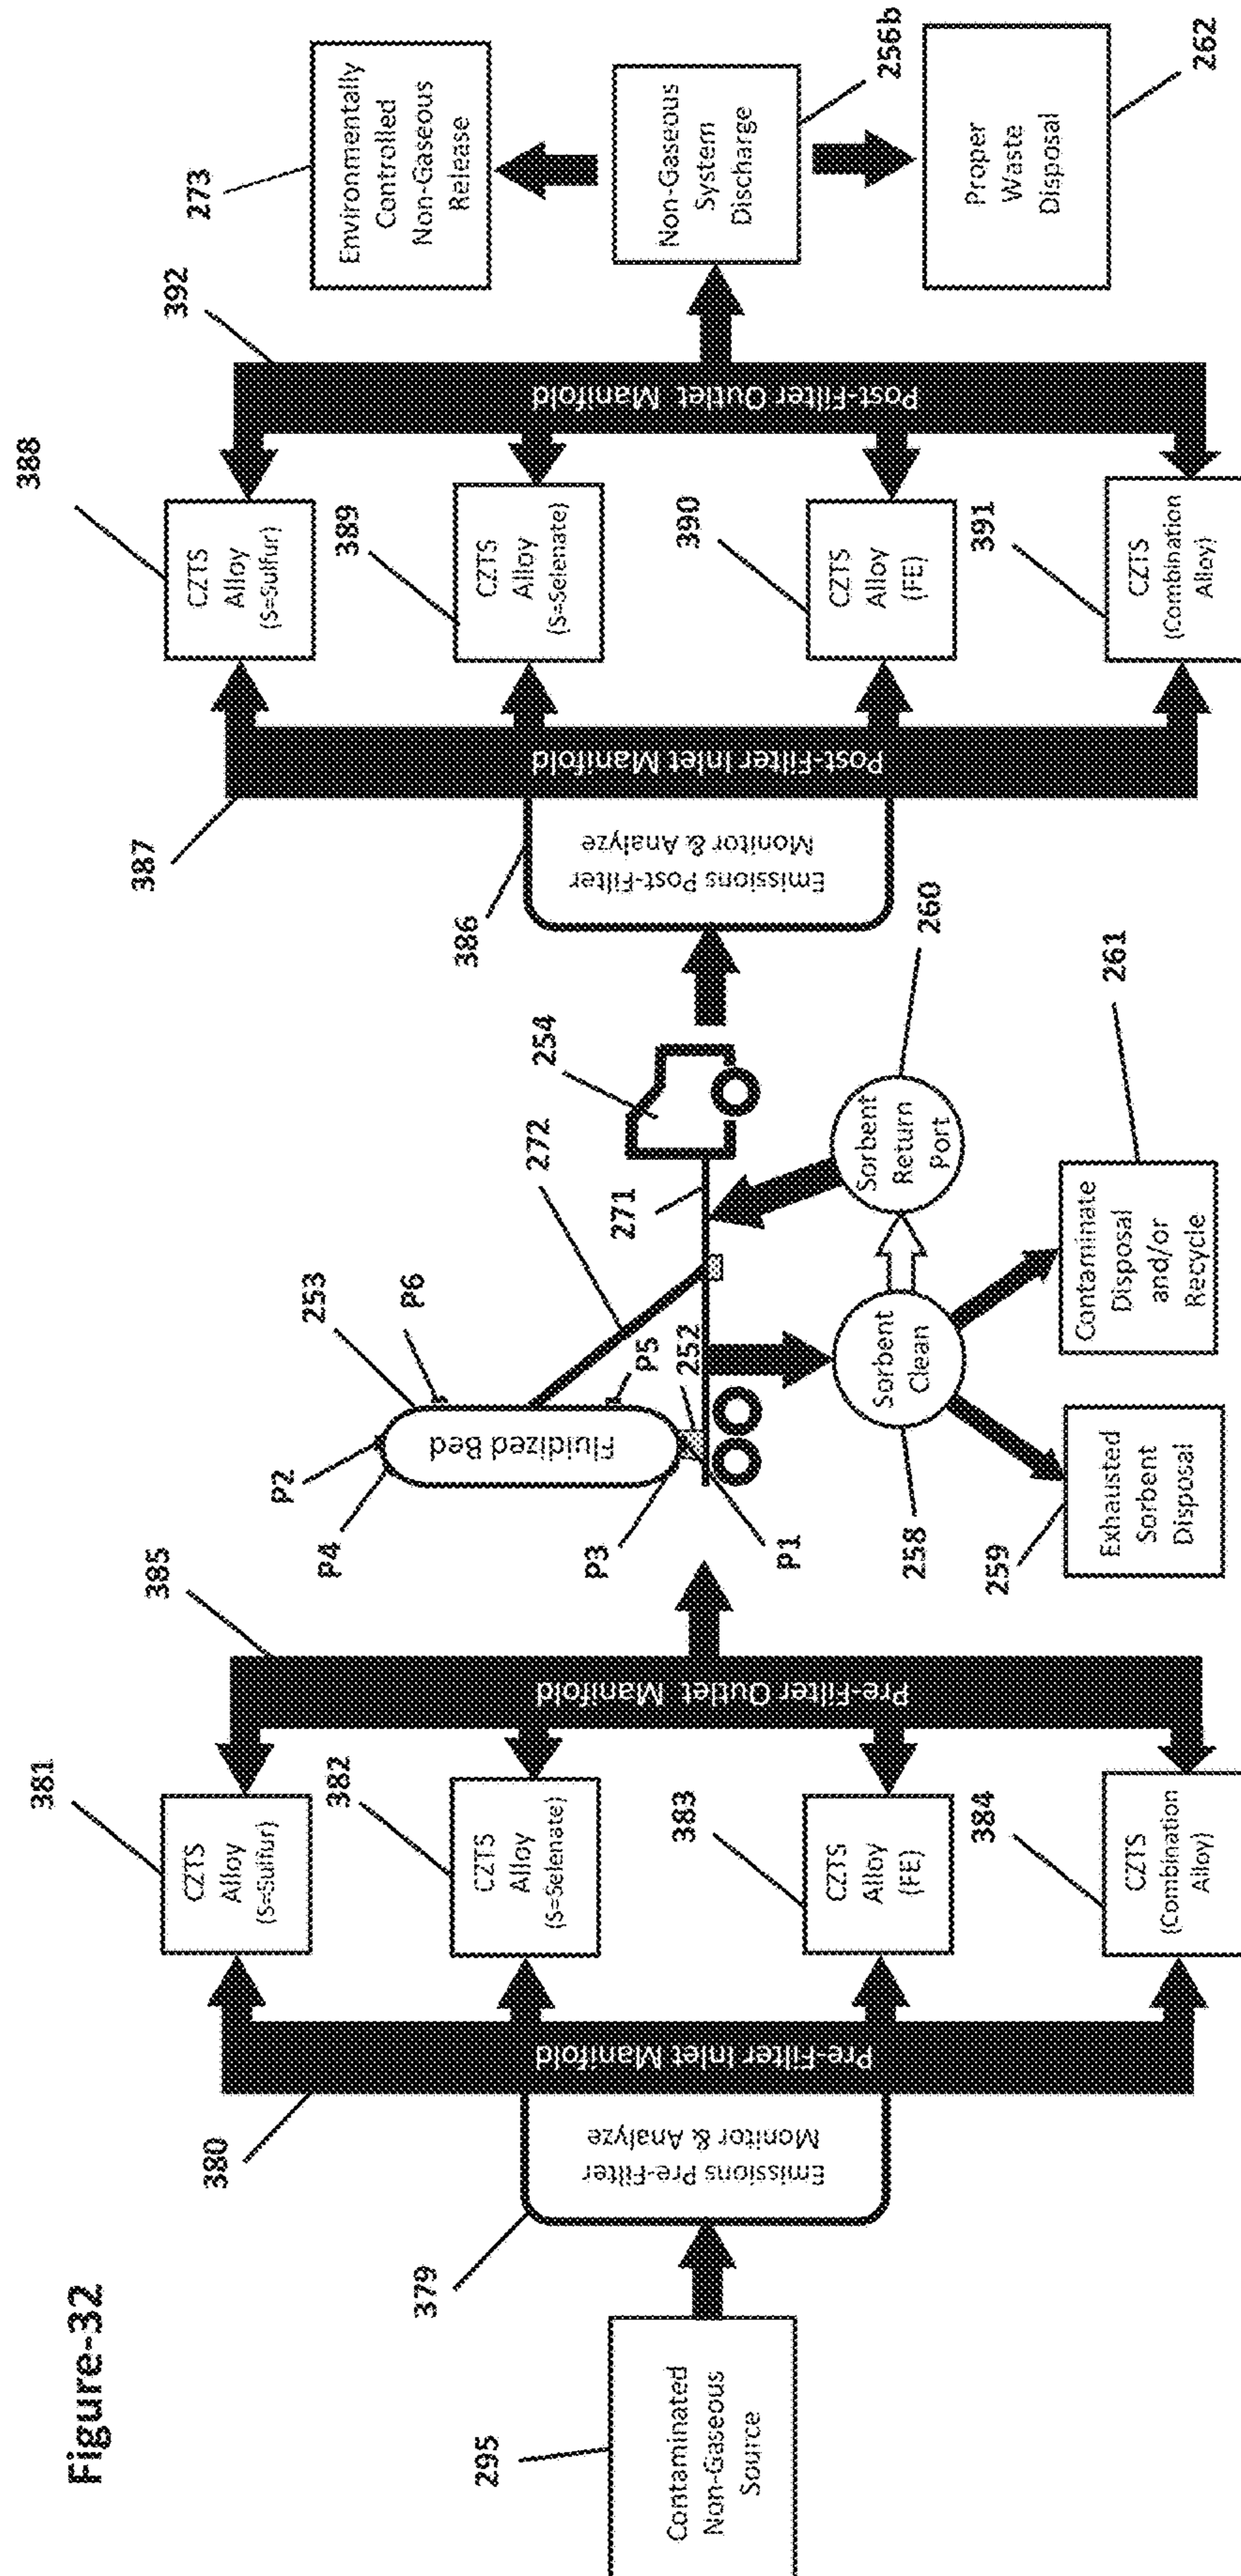 Figure-32
295
Contaminated
Non-Gaseous
Source
379
Emissions Pre-Filter
Monitor & Analyze
380
Pre-Filter Inlet Manifold
381
CZTS
Alloy
(S=Sulfur)
382
CZTS
Alloy
(S=Selenate)
383
CZTS
Alloy
(FE)
384
CZTS
(Combination
Alloy)
385
Pre-Filter Outlet Manifold
P2
P4
253
P6
Fluidized Bed
P3
P1
P5
252
272
271
254
258
Sorbent
Clean
259
Exhausted
Sorbent
Disposal
260
Sorbent
Return
Port
261
Contaminate
Disposal
and/or
Recycle
386
Emissions Post-Filter
Monitor & Analyze
387
Post-Filter Inlet Manifold
388
CZTS
Alloy
(S=Sulfur)
389
CZTS
Alloy
(S=Selenate)
390
CZTS
Alloy
(FE)
391
CZTS
(Combination
Alloy)
392
Post-Filter Outlet Manifold
273
Environmentally
Controlled
Non-Gaseous
Release
Non-Gaseous
System
Discharge
256b
Proper
Waste
Disposal
262